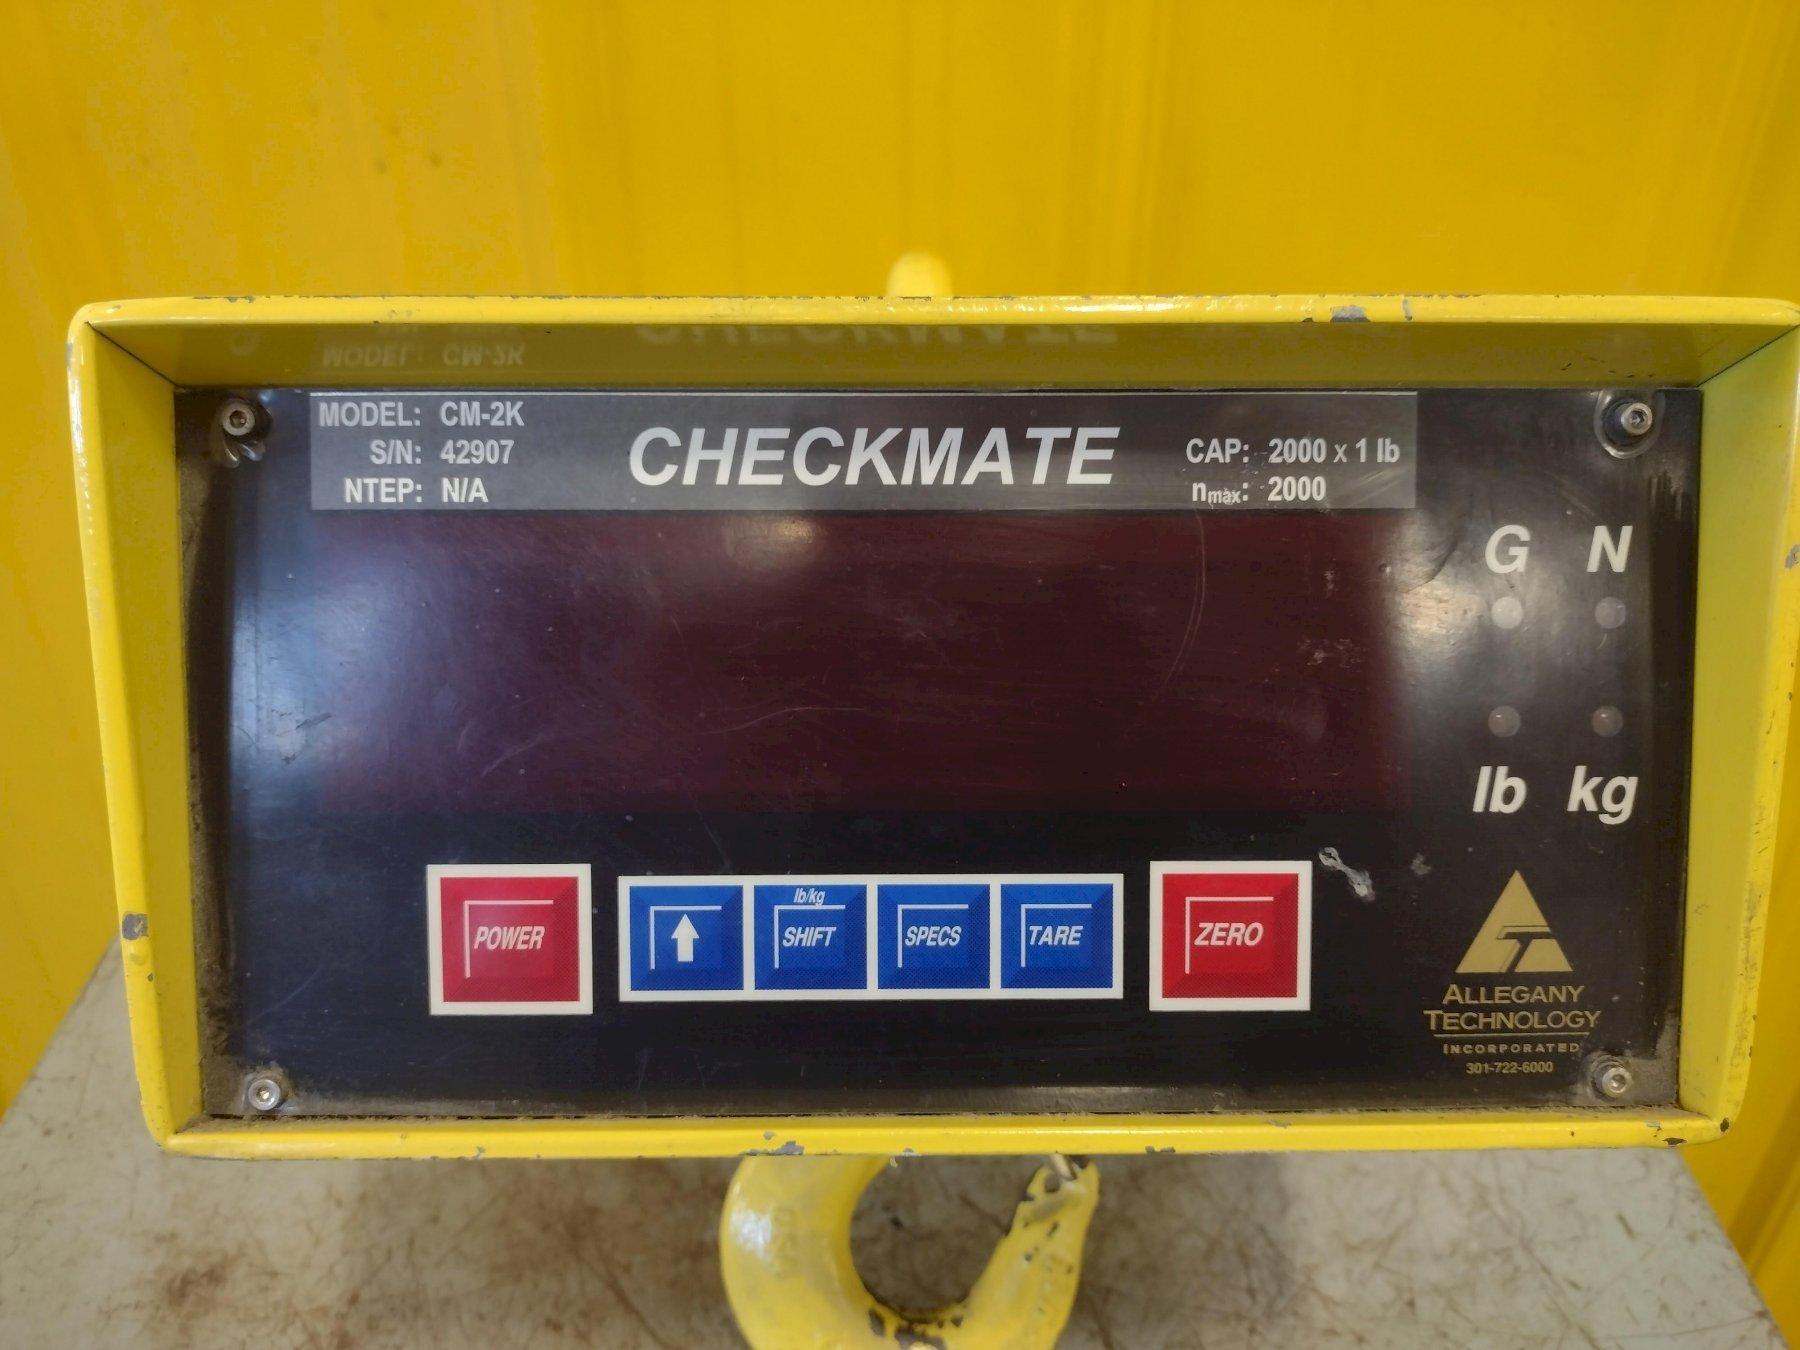 MODEL: CM-2K
S/N: 42907
NTEP: N/A
CHECKMATE
CAP: 2000 x 1 lb
nmax: 2000
G N
lb kg
POWER
lb/kg
SHIFT
SPECS
TARE
ZERO
ALLEGANY
TECHNOLOGY
INCORPORATED
301-722-6000